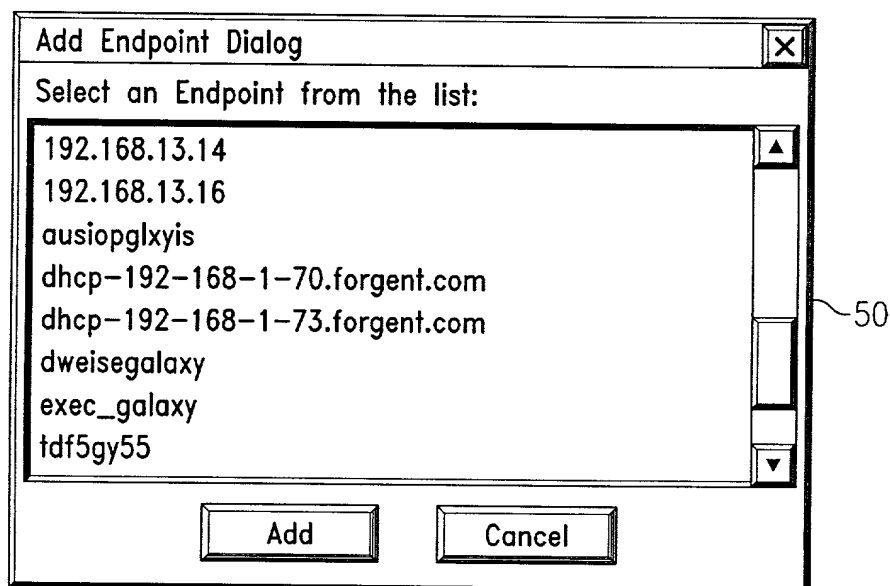 Add Endpoint Dialog
Select an Endpoint from the list:
192.168.13.14
192.168.13.16
ausiopglxyis
dhcp-192-168-1-70.forgent.com
dhcp-192-168-1-73.forgent.com
dweisegalaxy
exec_galaxy
tdf5gy55
50
Add
Cancel